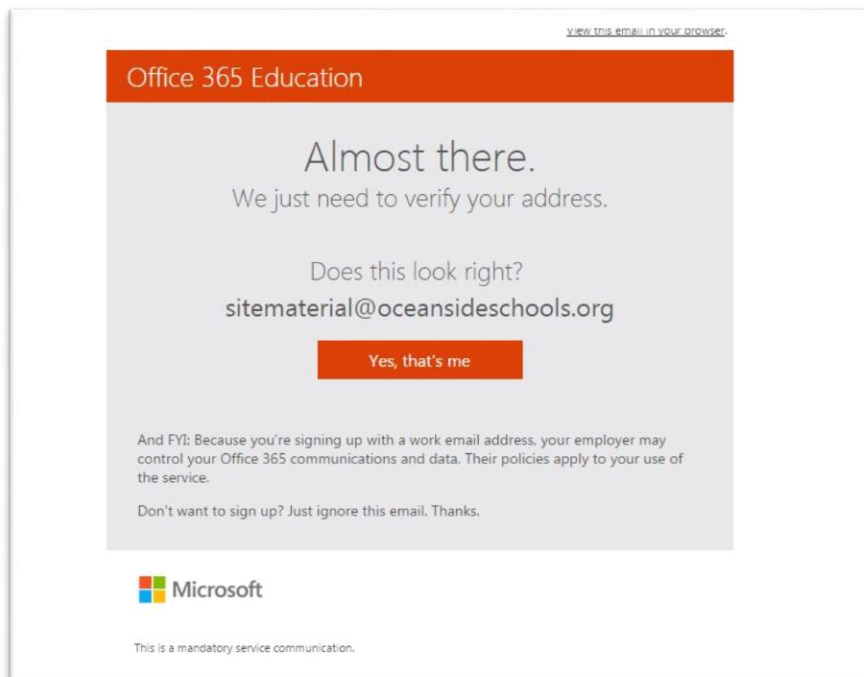 View this email in your browser.
Office 365 Education
Almost there.
We just need to verify your address.
Does this look right?
sitematerial@oceansideschools.org
Yes, that's me
And FYI: Because you're signing up with a work email address, your employer may
control your Office 365 communications and data. Their policies apply to your use of
the service.
Don't want to sign up? Just ignore this email. Thanks.
Microsoft
This is a mandatory service communication.